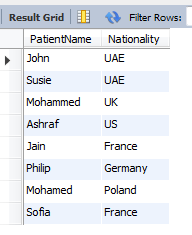 Result Grid Filter Rows:
PatientName Nationality
John UAE
Susie UAE
Mohammed UK
Ashraf US
Jain France
Philip Germany
Mohamed Poland
Sofia France